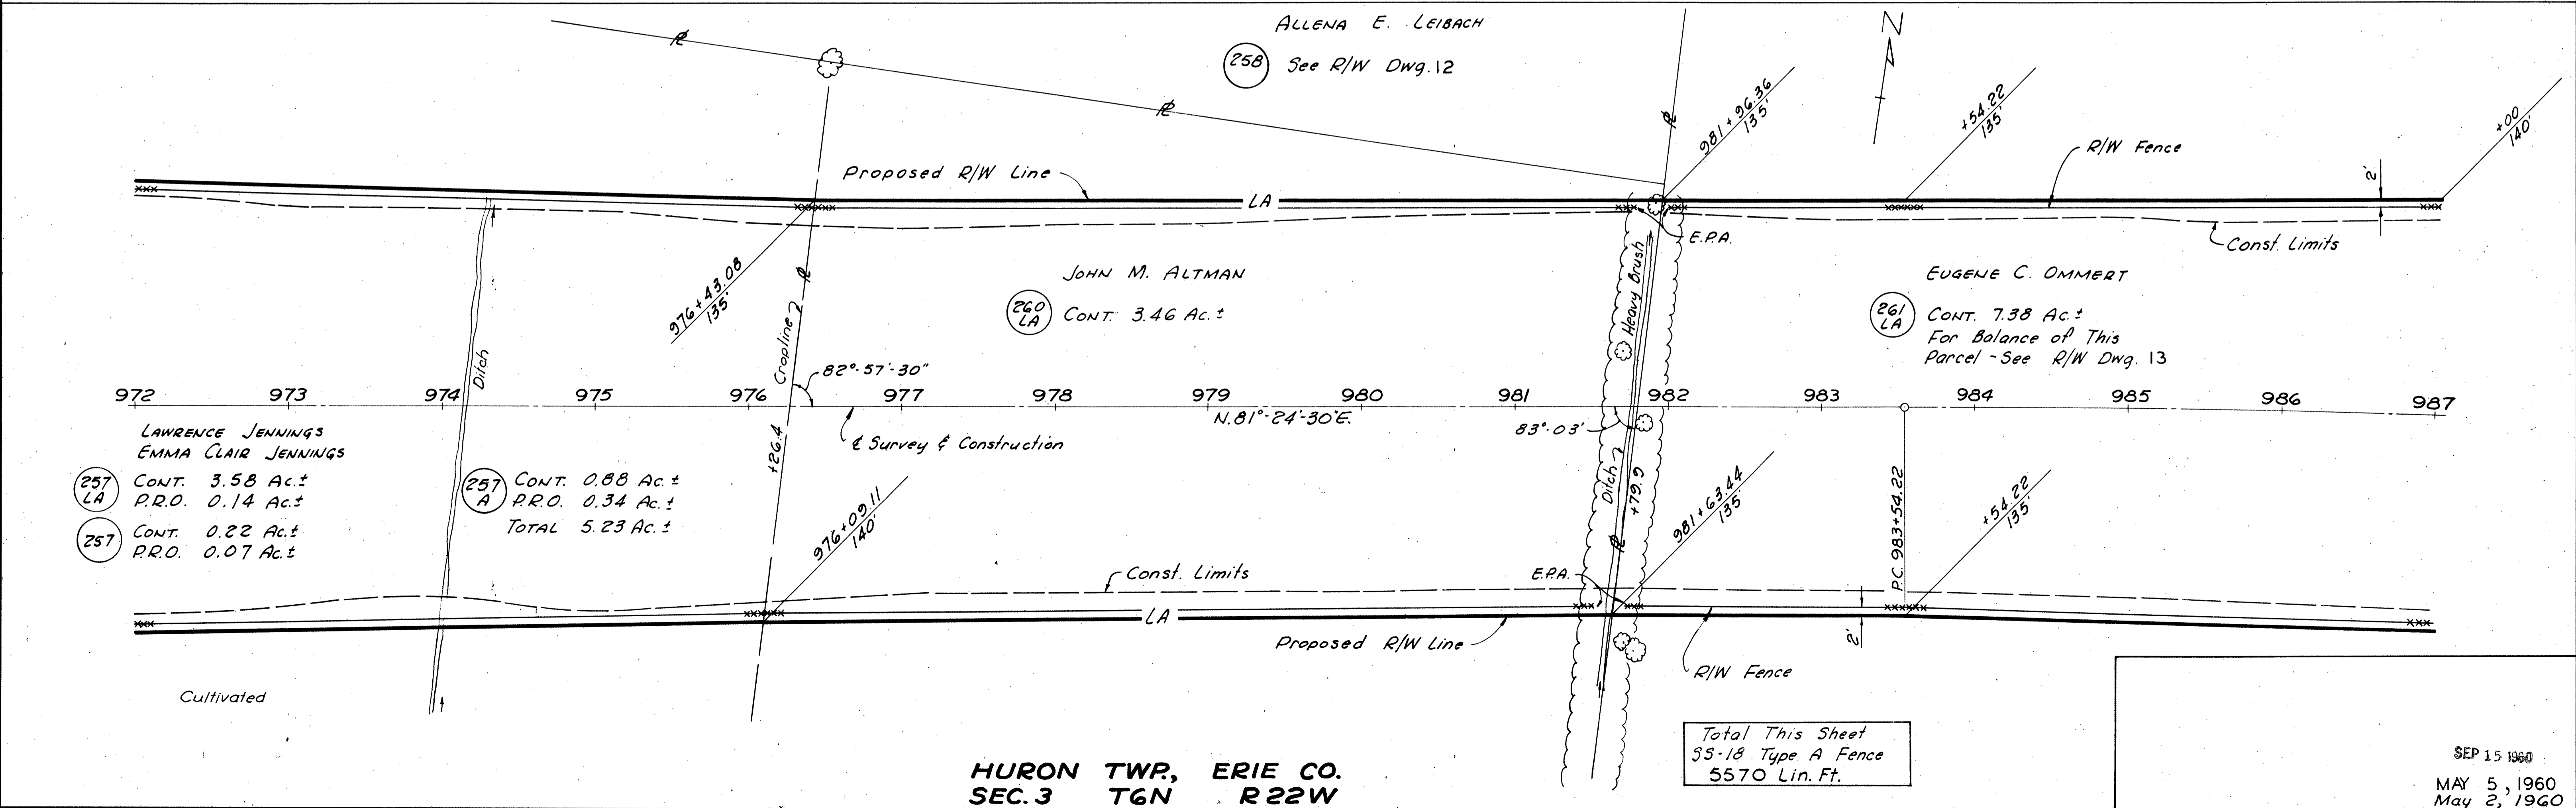 ALLENA E. LEIBACH
258 See R/W Dwg. 12
N
℄
℄
℄
981+96.36
135'
+54.22
135'
+00
140'
R/W Fence
Proposed R/W Line
LA
2'
E.P.A.
Const. Limits
976+43.08
135'
℄
Cropline
JOHN M. ALTMAN
260
LA
CONT. 3.46 Ac.±
Heavy Brush
EUGENE C. OMMERT
261
LA
CONT. 7.38 Ac.±
For Balance of This
Parcel - See R/W Dwg. 13
Ditch
82°-57'-30"
972 973 974 975 976 977 978 979 980 981 982 983 984 985 986 987
N.81°-24'-30"E.
83°-03'
℄ Survey & Construction
LAWRENCE JENNINGS
EMMA CLAIR JENNINGS
257
LA
CONT. 3.58 Ac.±
P.R.O. 0.14 Ac.±
257
CONT. 0.22 Ac.±
P.R.O. 0.07 Ac.±
257
A
CONT. 0.88 Ac.±
P.R.O. 0.34 Ac.±
TOTAL 5.23 Ac.±
+26.4
976+09.11
140'
Ditch
+79.9
981+63.44
135'
P.C. 983+54.22
+54.22
135'
℄
Const. Limits
E.P.A.
LA
Proposed R/W Line
2'
R/W Fence
Cultivated
Total This Sheet
SS-18 Type A Fence
5570 Lin. Ft.
HURON TWP., ERIE CO.
SEC. 3 T6N R22W
SEP 15 1960
MAY 5, 1960
May 2, 1960